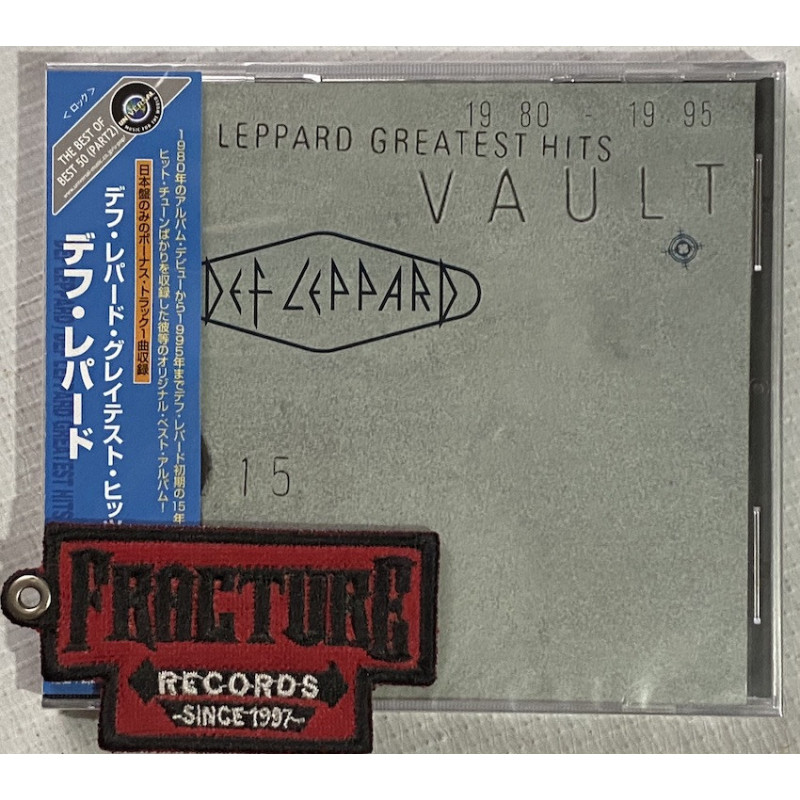 <ロック>
THE BEST OF
BEST 50 (PART2)
UNIVERSAL
デフ・レパード・グレイテスト・ヒッツ
デフ・レパード
1980年のアルバム・デビューから1995年までデフ・レパード初期の15年
ヒット・チューンばかりを収録した彼等のオリジナル・ベスト・アルバム!
日本盤のみのボーナス・トラック1曲収録
19 80 - 19 95
LEPPARD GREATEST HITS
VAULT
DEF LEPPARD
15
FRACTURE
RECORDS
-SINCE 1997-